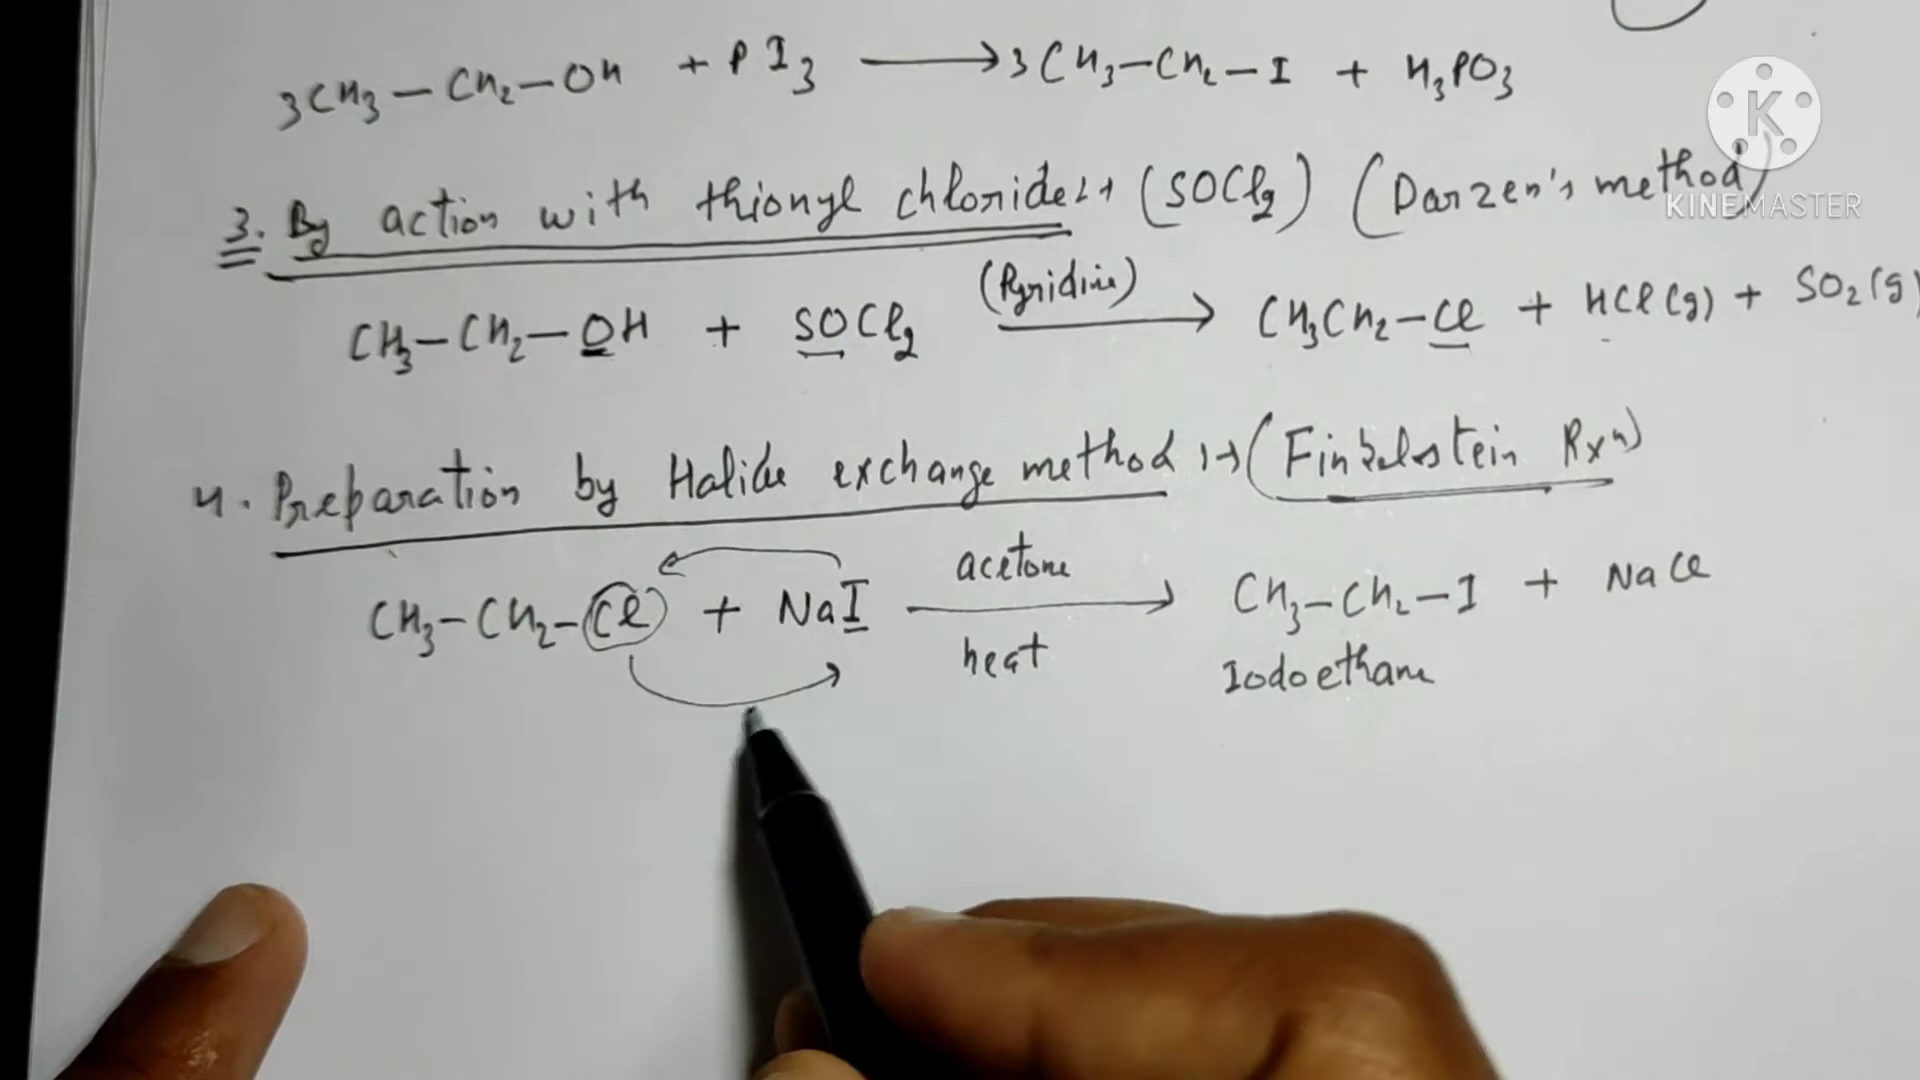 3CH3 – CH2 – OH + PI3 ⟶ 3CH3–CH2–I + H3PO3
K
KINEMASTER
3. By action with thionyl chloride :→ (SOCl2) (Darzen's method)
(Pyridine)
CH3–CH2–OH + SOCl2 ⟶ CH3CH2–Cl + HCl(g) + SO2(g)
4. Preparation by Halide exchange method :→ (Finkelstein Rxn)
acetone
CH3–CH2–Cl + NaI ⟶ CH3–CH2–I + NaCl
heat
Iodoethane